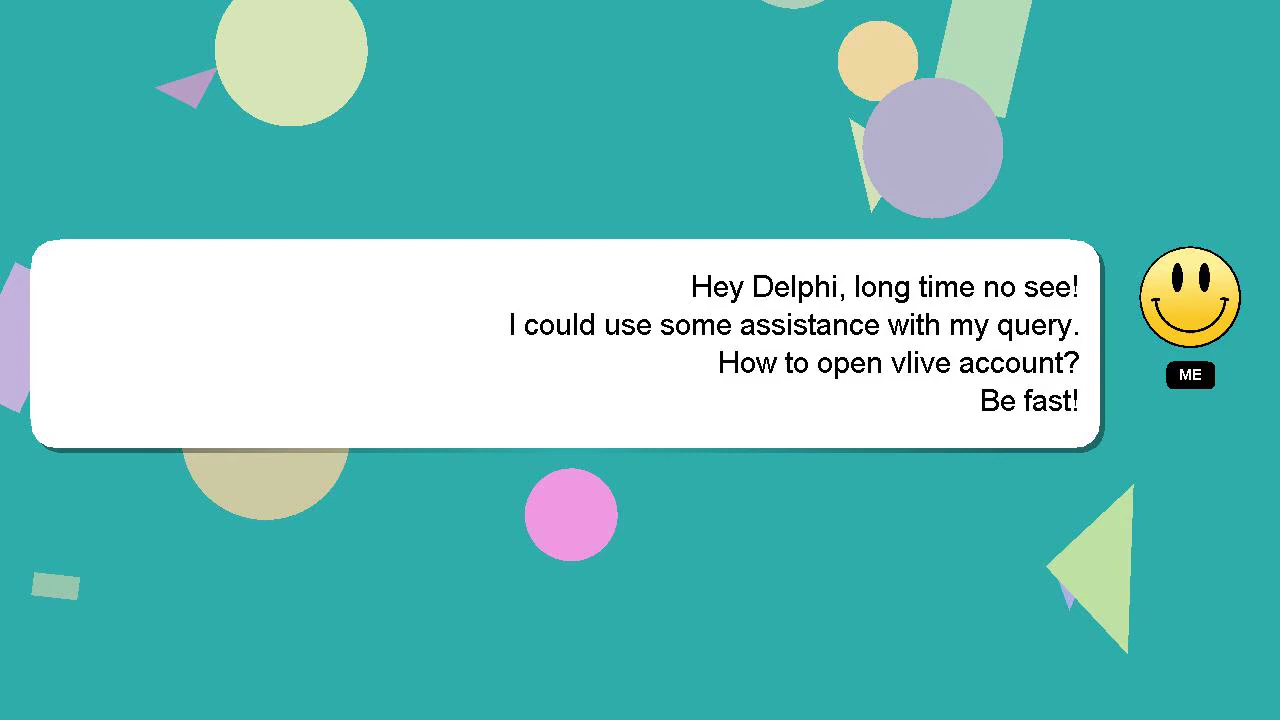 Hey Delphi, long time no see!
I could use some assistance with my query.
How to open vlive account?
Be fast!
ME